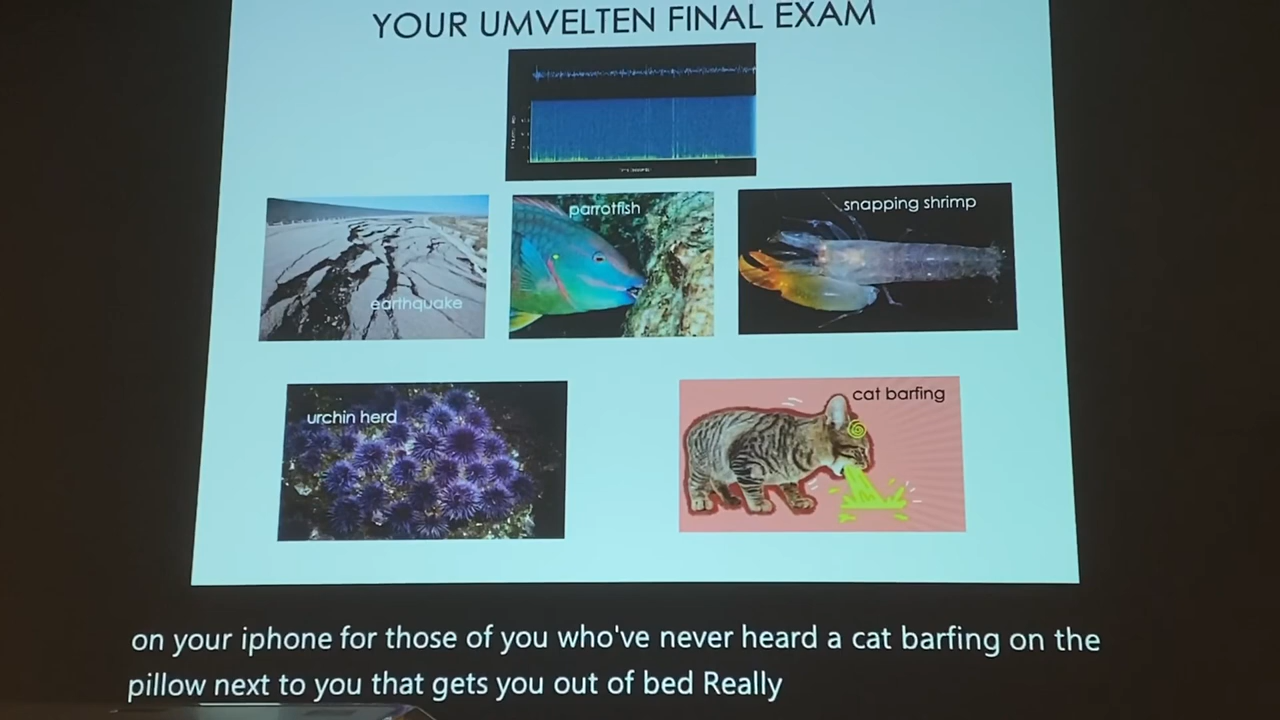 YOUR UMVELTEN FINAL EXAM
earthquake
parrotfish
snapping shrimp
urchin herd
cat barfing
on your iphone for those of you who've never heard a cat barfing on the
pillow next to you that gets you out of bed Really